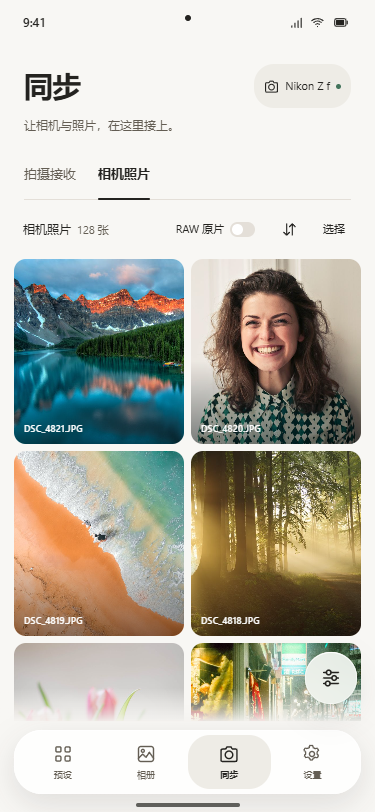 9:41
同步
Nikon Z f
让相机与照片，在这里接上。
拍摄接收
相机照片
相机照片 128 张
RAW 原片
选择
DSC_4821.JPG
DSC_4820.JPG
DSC_4819.JPG
DSC_4818.JPG
预设
相册
同步
设置